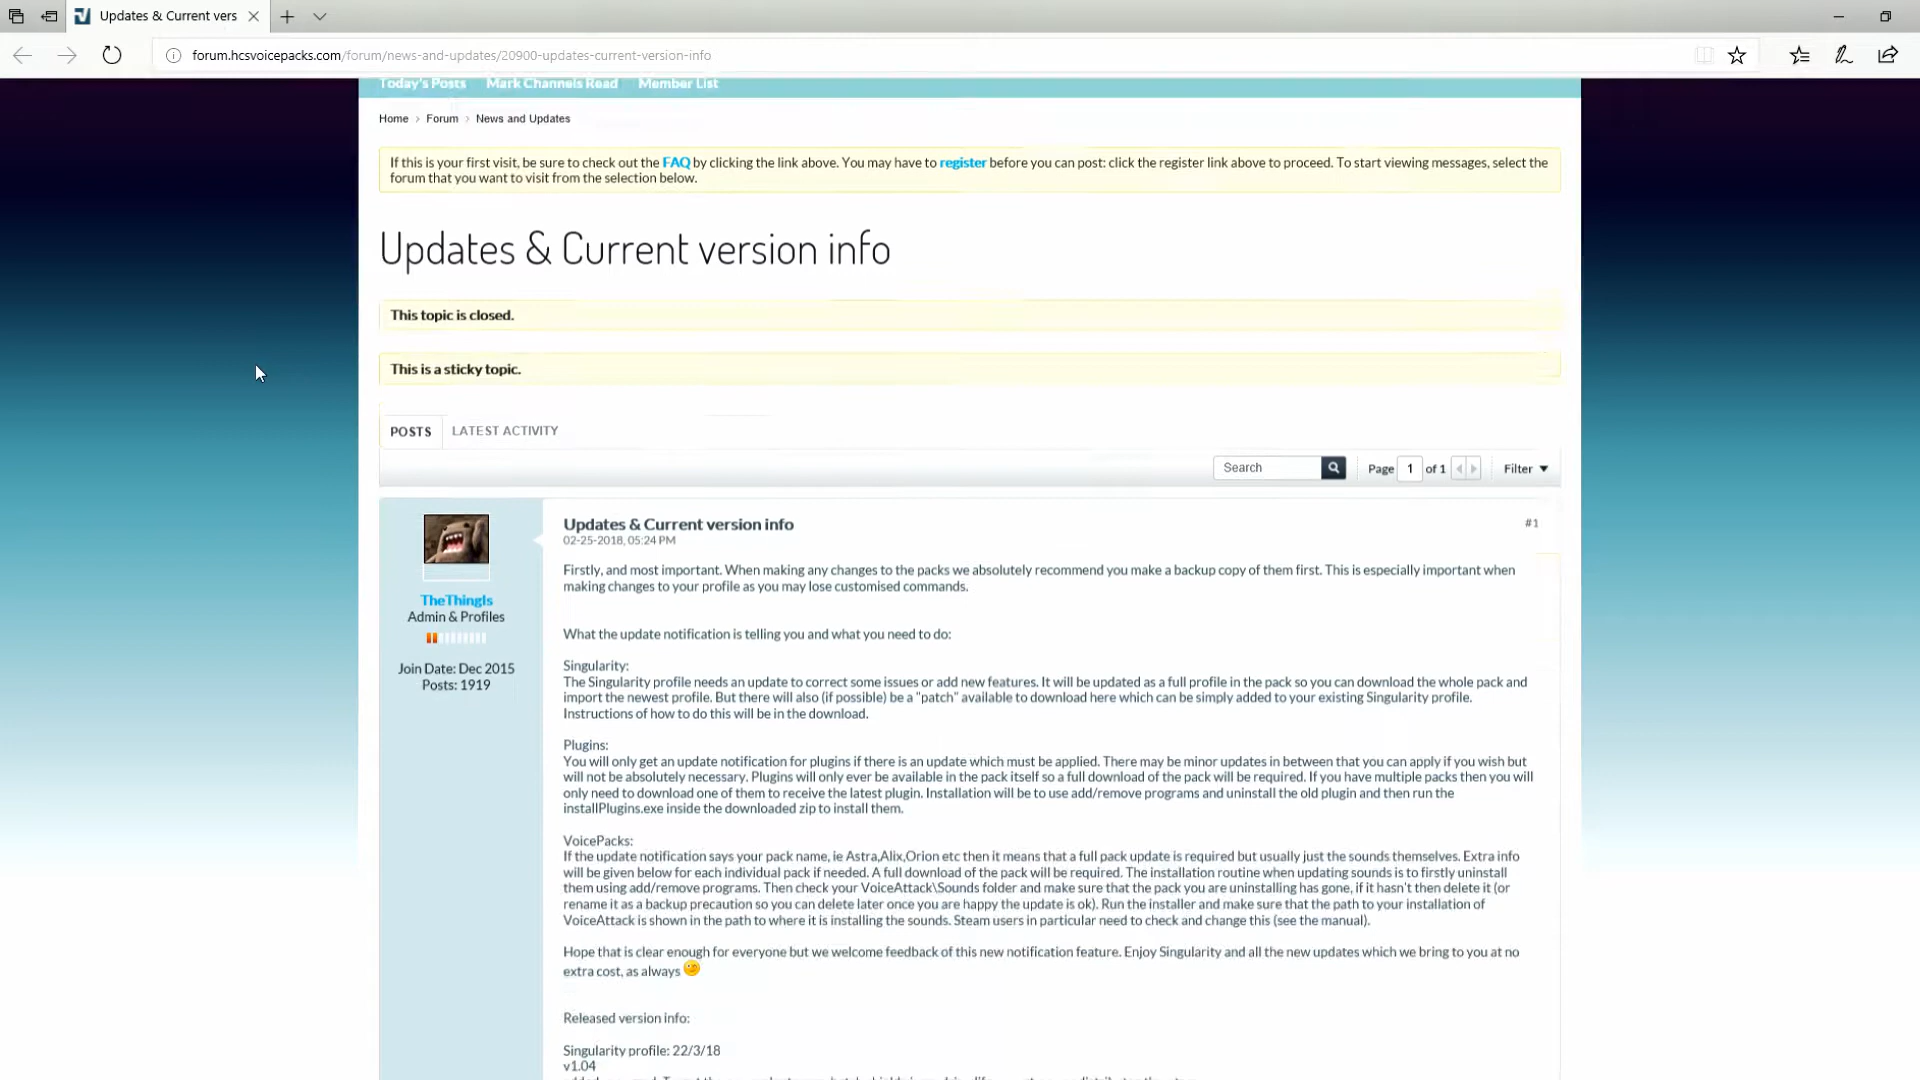 Updates & Current vers
forum.hcsvoicepacks.com/forum/news-and-updates/20900-updates-current-version-info
Today's Posts Mark Channels Read Member List
Home > Forum > News and Updates
If this is your first visit, be sure to check out the FAQ by clicking the link above. You may have to register before you can post: click the register link above to proceed. To start viewing messages, select the
forum that you want to visit from the selection below.
Updates & Current version info
This topic is closed.
This is a sticky topic.
POSTS LATEST ACTIVITY
Search Page 1 of 1 Filter
Updates & Current version info #1
02-25-2018, 05:24 PM
TheThingIs
Admin & Profiles
Join Date: Dec 2015
Posts: 1919
Firstly, and most important. When making any changes to the packs we absolutely recommend you make a backup copy of them first. This is especially important when
making changes to your profile as you may lose customised commands.
What the update notification is telling you and what you need to do:
Singularity:
The Singularity profile needs an update to correct some issues or add new features. It will be updated as a full profile in the pack so you can download the whole pack and
import the newest profile. But there will also (if possible) be a "patch" available to download here which can be simply added to your existing Singularity profile.
Instructions of how to do this will be in the download.
Plugins:
You will only get an update notification for plugins if there is an update which must be applied. There may be minor updates in between that you can apply if you wish but
will not be absolutely necessary. Plugins will only ever be available in the pack itself so a full download of the pack will be required. If you have multiple packs then you will
only need to download one of them to receive the latest plugin. Installation will be to use add/remove programs and uninstall the old plugin and then run the
installPlugins.exe inside the downloaded zip to install them.
VoicePacks:
If the update notification says your pack name, ie Astra,Alix,Orion etc then it means that a full pack update is required but usually just the sounds themselves. Extra info
will be given below for each individual pack if needed. A full download of the pack will be required. The installation routine when updating sounds is to firstly uninstall
them using add/remove programs. Then check your VoiceAttack\Sounds folder and make sure that the pack you are uninstalling has gone, if it hasn't then delete it (or
rename it as a backup precaution so you can delete later once you are happy the update is ok). Run the installer and make sure that the path to your installation of
VoiceAttack is shown in the path to where it is installing the sounds. Steam users in particular need to check and change this (see the manual).
Hope that is clear enough for everyone but we welcome feedback of this new notification feature. Enjoy Singularity and all the new updates which we bring to you at no
extra cost, as always
Released version info:
Singularity profile: 22/3/18
v1.04